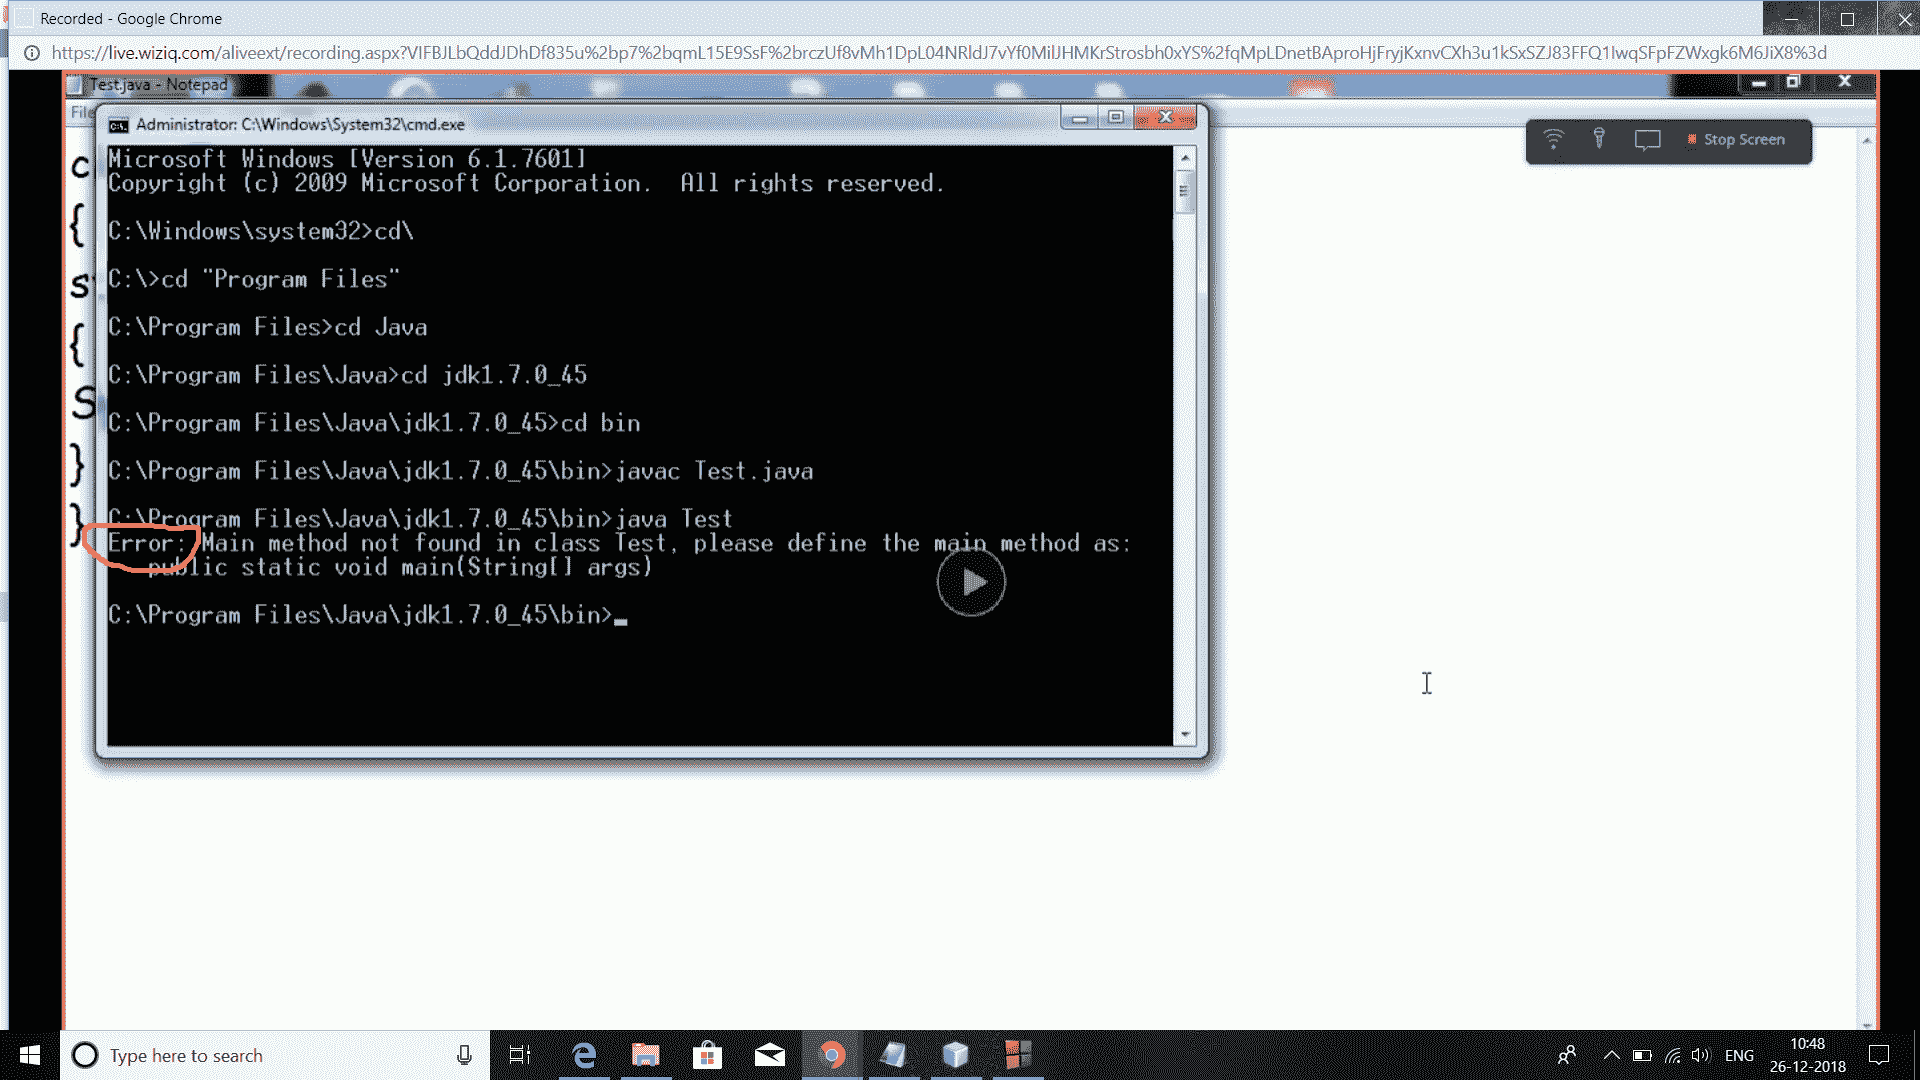 Recorded - Google Chrome
https://live.wiziq.com/aliveext/recording.aspx?VIFBJLbQddJDhDf835u%2bp7%2bqmL15E9SsF%2brczUf8vMh1DpL04NRldJ7vYf0MilJHMKrStrosbh0xYS%2fqMpLDnetBAproHjFryjKxnvCXh3u1kSxSZJ83FFQ1lwqSFpFZWxgk6M6JiX8%3d
Test.java - Notepad
File
Administrator: C:\Windows\System32\cmd.exe
Stop Screen
Microsoft Windows [Version 6.1.7601]
Copyright (c) 2009 Microsoft Corporation.  All rights reserved.
C:\Windows\system32>cd\
C:\>cd "Program Files"
C:\Program Files>cd Java
C:\Program Files\Java>cd jdk1.7.0_45
C:\Program Files\Java\jdk1.7.0_45>cd bin
C:\Program Files\Java\jdk1.7.0_45\bin>javac Test.java
C:\Program Files\Java\jdk1.7.0_45\bin>java Test
Error: Main method not found in class Test, please define the main method as:
public static void main(String[] args)
C:\Program Files\Java\jdk1.7.0_45\bin>_
c
{
s
{
S
}
}
Type here to search
ENG
10:48
26-12-2018